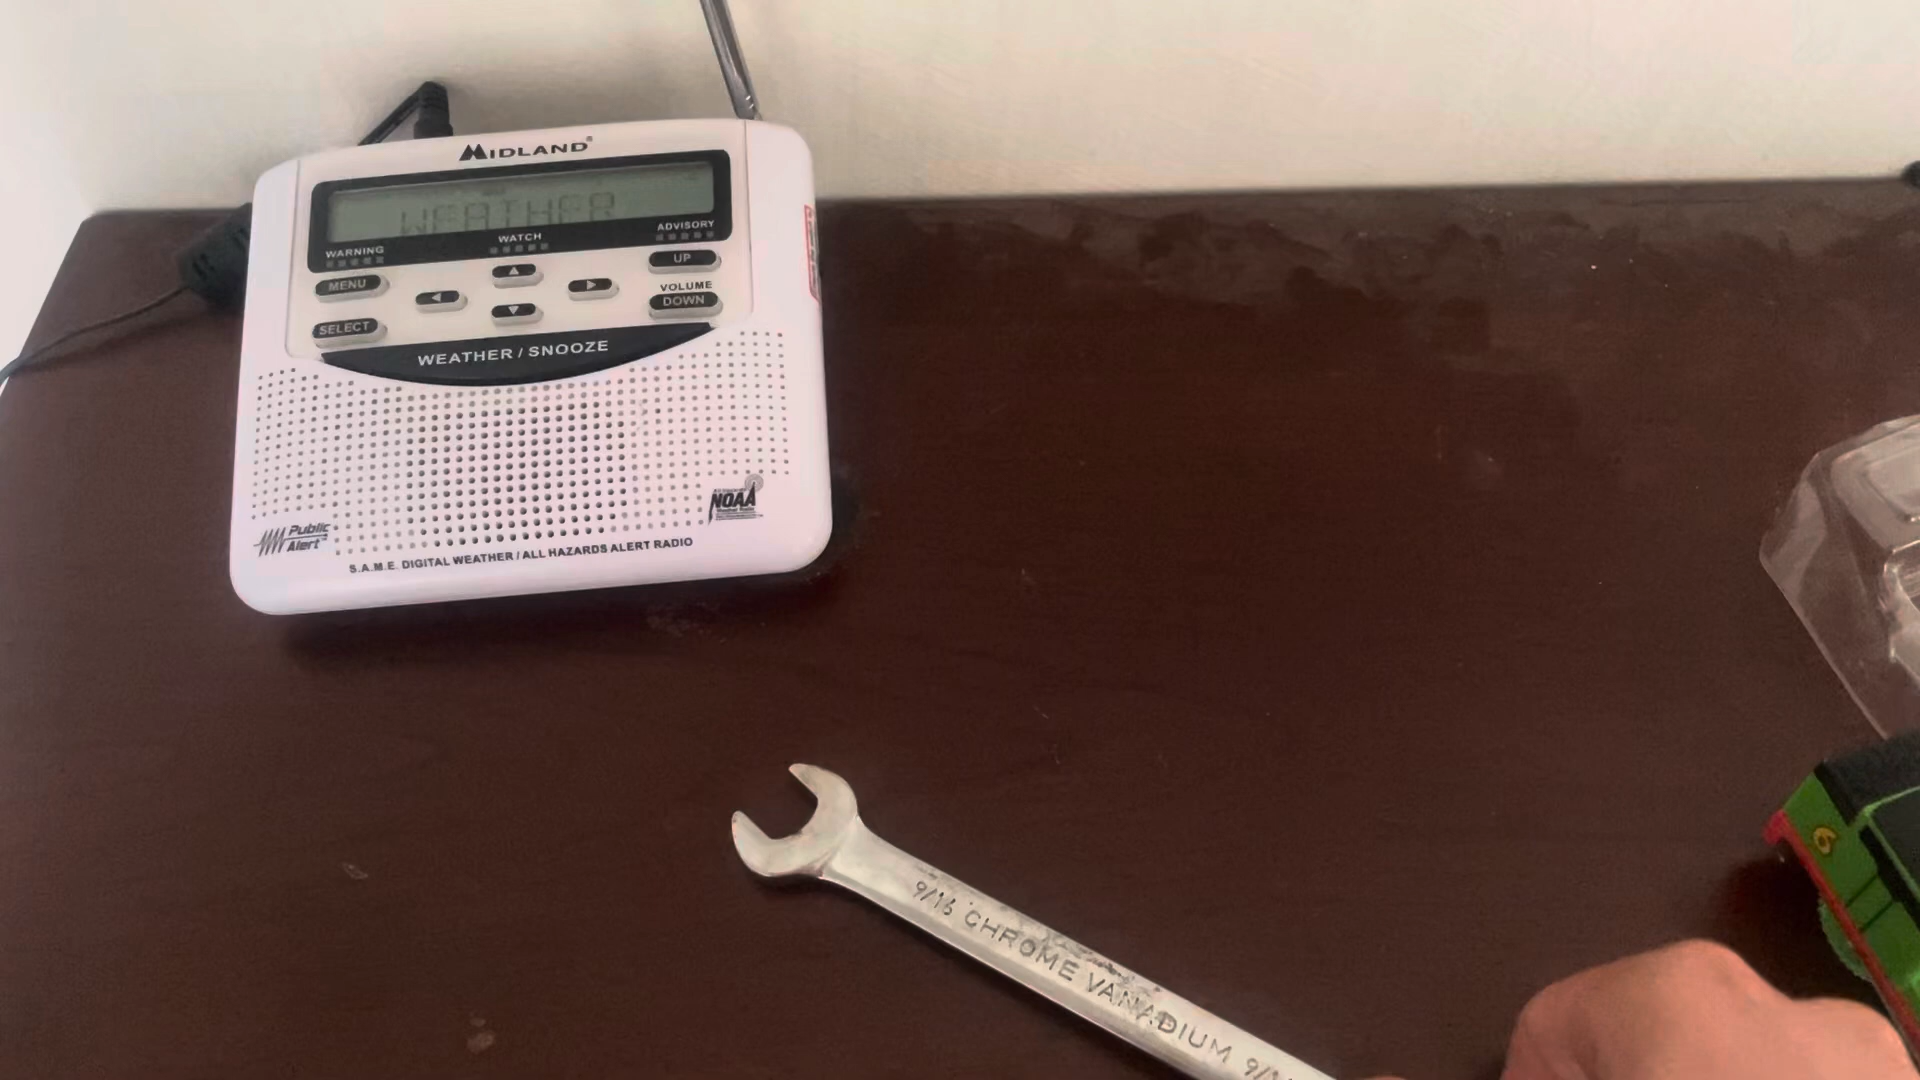 MIDLAND
WEATHER
WARNING
WATCH
ADVISORY
MENU
UP
VOLUME
DOWN
SELECT
WEATHER / SNOOZE
Public
Alert
NOAA
S.A.M.E. DIGITAL WEATHER / ALL HAZARDS ALERT RADIO
9/16 CHROME VANADIUM
6